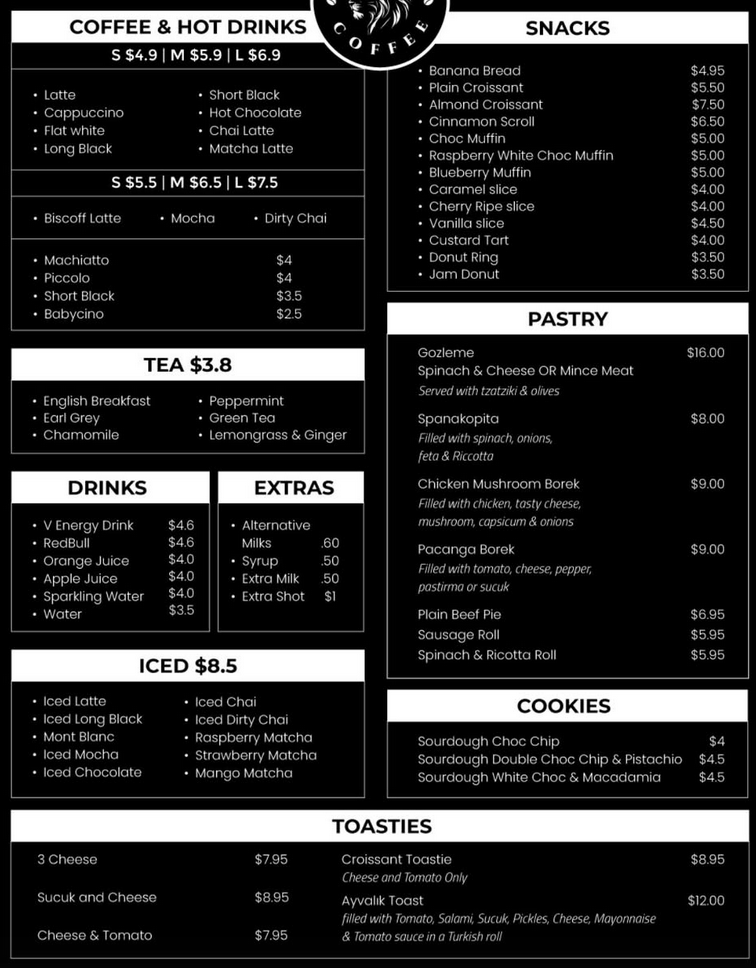 COFFEE
COFFEE & HOT DRINKS
S $4.9 | M $5.9 | L $6.9
• Latte
• Cappuccino
• Flat white
• Long Black
• Short Black
• Hot Chocolate
• Chai Latte
• Matcha Latte
S $5.5 | M $6.5 | L $7.5
• Biscoff Latte • Mocha • Dirty Chai
• Machiatto $4
• Piccolo $4
• Short Black $3.5
• Babycino $2.5
TEA $3.8
• English Breakfast
• Earl Grey
• Chamomile
• Peppermint
• Green Tea
• Lemongrass & Ginger
DRINKS
• V Energy Drink $4.6
• RedBull $4.6
• Orange Juice $4.0
• Apple Juice $4.0
• Sparkling Water $4.0
• Water $3.5
EXTRAS
• Alternative
Milks .60
• Syrup .50
• Extra Milk .50
• Extra Shot $1
ICED $8.5
• Iced Latte
• Iced Long Black
• Mont Blanc
• Iced Mocha
• Iced Chocolate
• Iced Chai
• Iced Dirty Chai
• Raspberry Matcha
• Strawberry Matcha
• Mango Matcha
SNACKS
• Banana Bread $4.95
• Plain Croissant $5.50
• Almond Croissant $7.50
• Cinnamon Scroll $6.50
• Choc Muffin $5.00
• Raspberry White Choc Muffin $5.00
• Blueberry Muffin $5.00
• Caramel slice $4.00
• Cherry Ripe slice $4.00
• Vanilla slice $4.50
• Custard Tart $4.00
• Donut Ring $3.50
• Jam Donut $3.50
PASTRY
Gozleme $16.00
Spinach & Cheese OR Mince Meat
Served with tzatziki & olives
Spanakopita $8.00
Filled with spinach, onions,
feta & Riccotta
Chicken Mushroom Borek $9.00
Filled with chicken, tasty cheese,
mushroom, capsicum & onions
Pacanga Borek $9.00
Filled with tomato, cheese, pepper,
pastirma or sucuk
Plain Beef Pie $6.95
Sausage Roll $5.95
Spinach & Ricotta Roll $5.95
COOKIES
Sourdough Choc Chip $4
Sourdough Double Choc Chip & Pistachio $4.5
Sourdough White Choc & Macadamia $4.5
TOASTIES
3 Cheese $7.95
Sucuk and Cheese $8.95
Cheese & Tomato $7.95
Croissant Toastie $8.95
Cheese and Tomato Only
Ayvalık Toast $12.00
filled with Tomato, Salami, Sucuk, Pickles, Cheese, Mayonnaise
& Tomato sauce in a Turkish roll